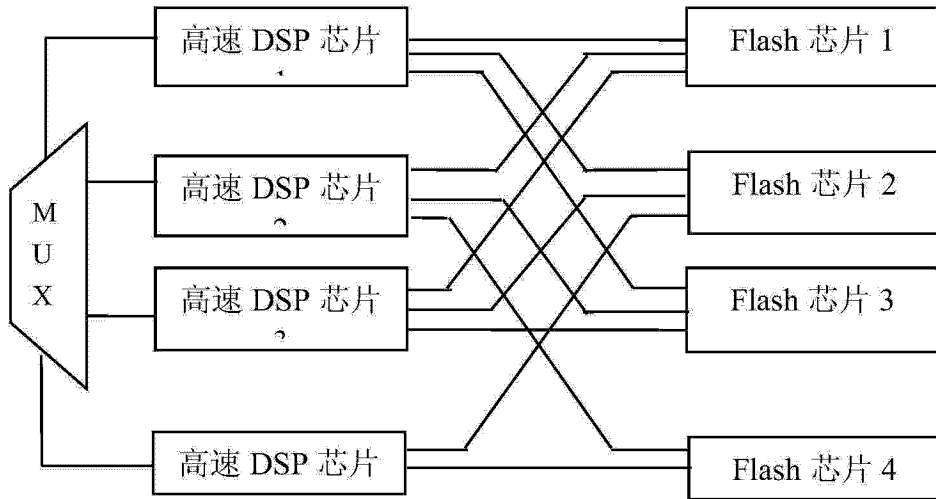 高速 DSP 芯片
Flash 芯片 1
高速 DSP 芯片
Flash 芯片 2
M
U
X
高速 DSP 芯片
Flash 芯片 3
高速 DSP 芯片
Flash 芯片 4